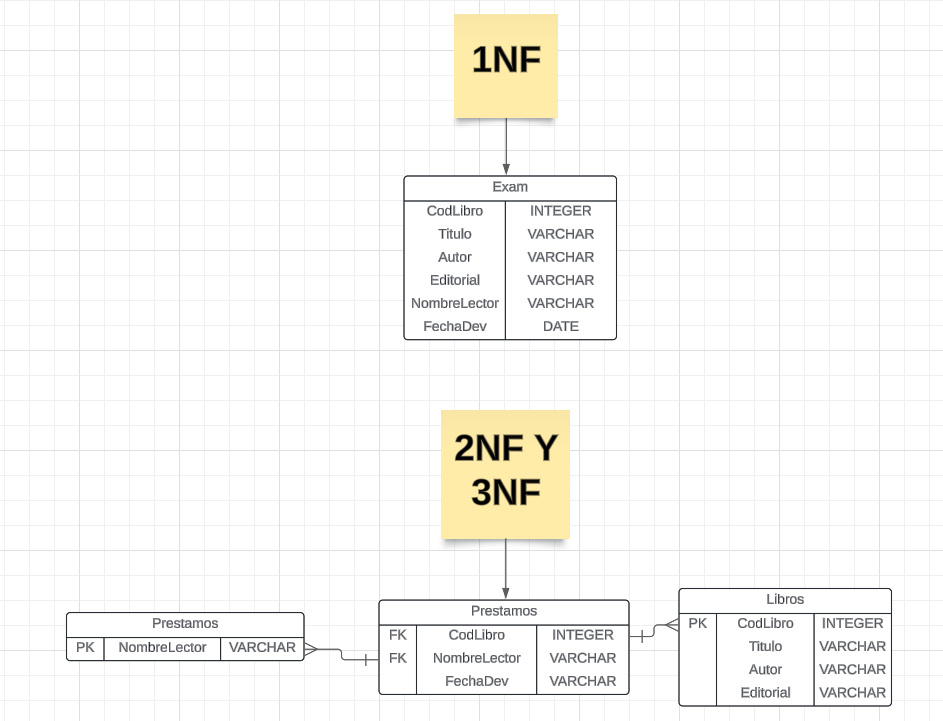 1NF
Exam
CodLibro INTEGER
Titulo VARCHAR
Autor VARCHAR
Editorial VARCHAR
NombreLector VARCHAR
FechaDev DATE
2NF Y
3NF
Prestamos
PK NombreLector VARCHAR
Prestamos
FK CodLibro INTEGER
FK NombreLector VARCHAR
FechaDev VARCHAR
Libros
PK CodLibro INTEGER
Titulo VARCHAR
Autor VARCHAR
Editorial VARCHAR